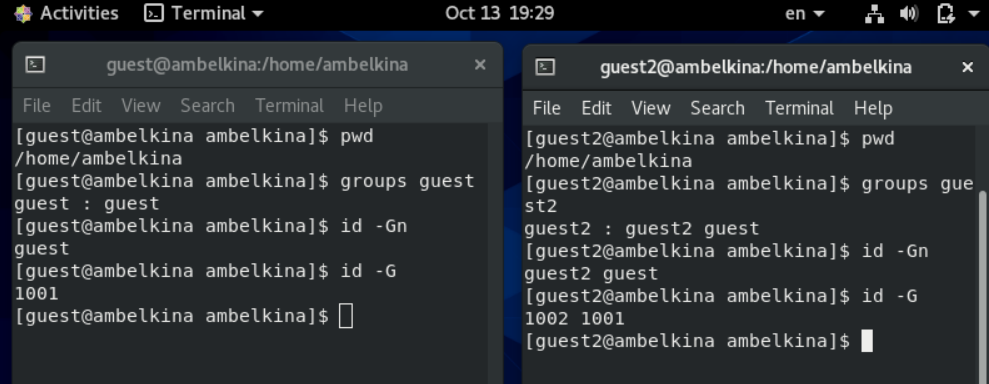 Activities Terminal Oct 13 19:29 en
guest@ambelkina:/home/ambelkina
File Edit View Search Terminal Help
[guest@ambelkina ambelkina]$ pwd
/home/ambelkina
[guest@ambelkina ambelkina]$ groups guest
guest : guest
[guest@ambelkina ambelkina]$ id -Gn
guest
[guest@ambelkina ambelkina]$ id -G
1001
[guest@ambelkina ambelkina]$
guest2@ambelkina:/home/ambelkina
File Edit View Search Terminal Help
[guest2@ambelkina ambelkina]$ pwd
/home/ambelkina
[guest2@ambelkina ambelkina]$ groups gue
st2
guest2 : guest2 guest
[guest2@ambelkina ambelkina]$ id -Gn
guest2 guest
[guest2@ambelkina ambelkina]$ id -G
1002 1001
[guest2@ambelkina ambelkina]$